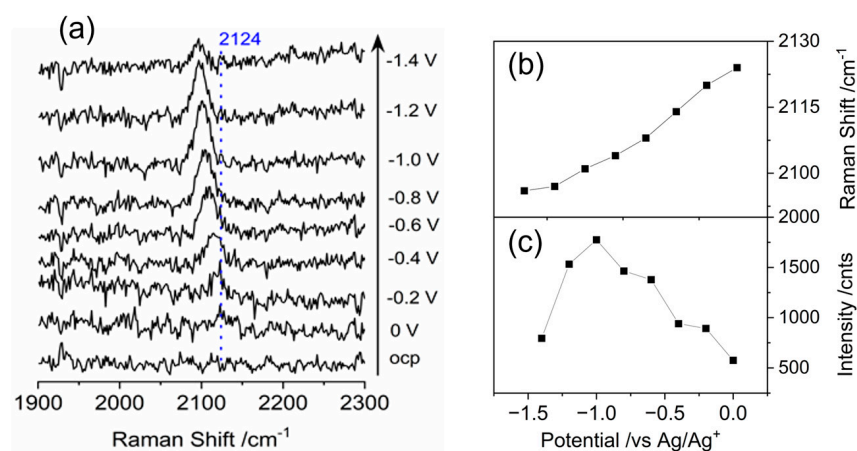 (a)
2124
-1.4 V
-1.2 V
-1.0 V
-0.8 V
-0.6 V
-0.4 V
-0.2 V
0 V
ocp
1900 2000 2100 2200 2300
Raman Shift /cm-1
(b)
2130
2115
2100
Raman Shift /cm-1
(c)
2000
1500
1000
500
Intensity /cnts
−1.5 −1.0 −0.5 0.0
Potential /vs Ag/Ag+